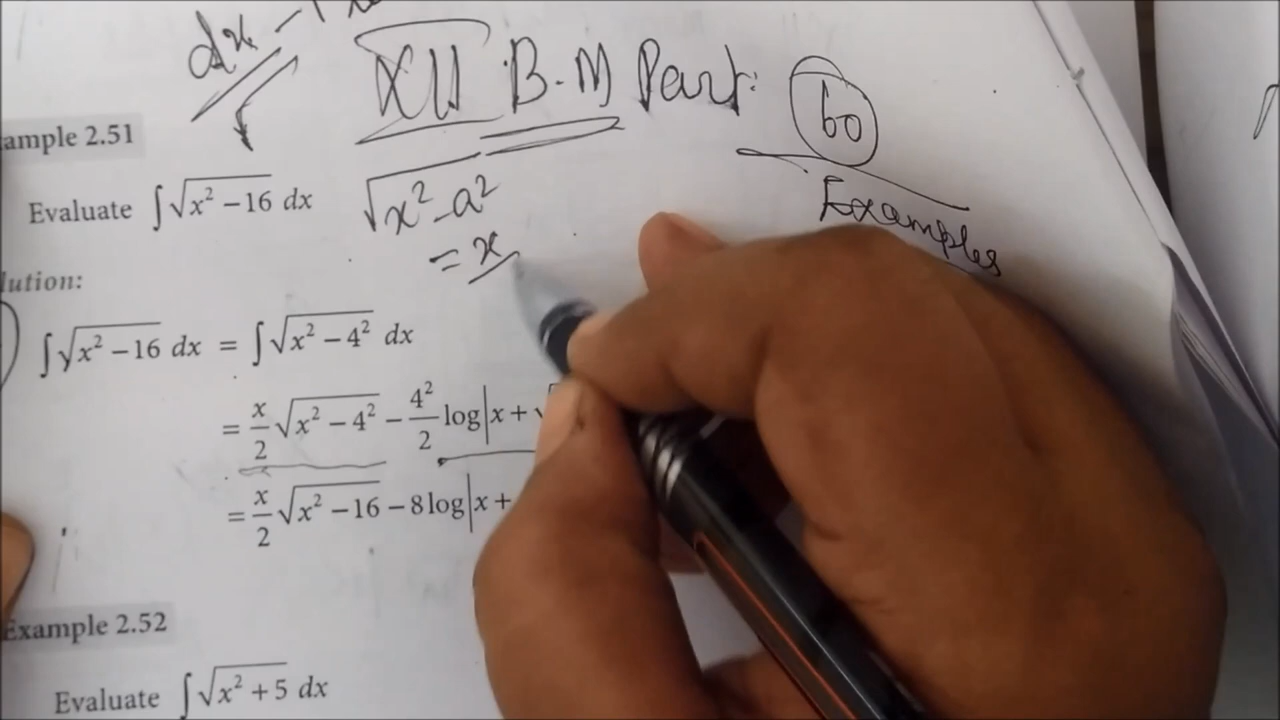 dx -
XII B.M Part: 60
Examples
ample 2.51
Evaluate ∫√(x² − 16) dx
√(x² − a²)
= x
lution:
∫√(x² − 16) dx = ∫√(x² − 4²) dx
= x/2 √(x² − 4²) − 4²/2 log|x + √
= x/2 √(x² − 16) − 8 log|x +
Example 2.52
Evaluate ∫√(x² + 5) dx